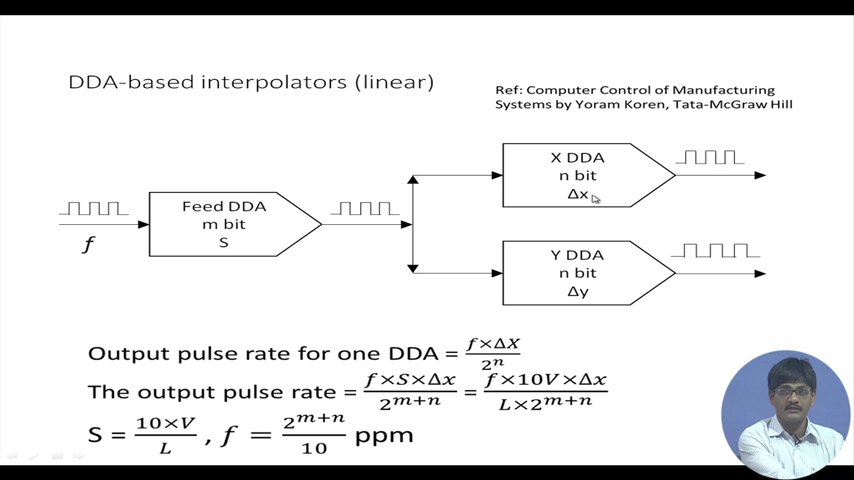 DDA-based interpolators (linear)
Ref: Computer Control of Manufacturing
Systems by Yoram Koren, Tata-McGraw Hill
X DDA
n bit
Δx
Feed DDA
m bit
S
f
Y DDA
n bit
Δy
Output pulse rate for one DDA = f×ΔX / 2^n
The output pulse rate = f×S×Δx / 2^{m+n} = f×10V×Δx / L×2^{m+n}
S = 10×V / L , f = 2^{m+n} / 10 ppm